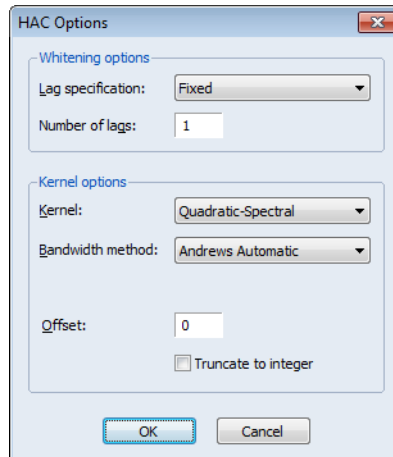 HAC Options
Whitening options
Lag specification: Fixed
Number of lags: 1
Kernel options
Kernel: Quadratic-Spectral
Bandwidth method: Andrews Automatic
Offset: 0
Truncate to integer
OK Cancel